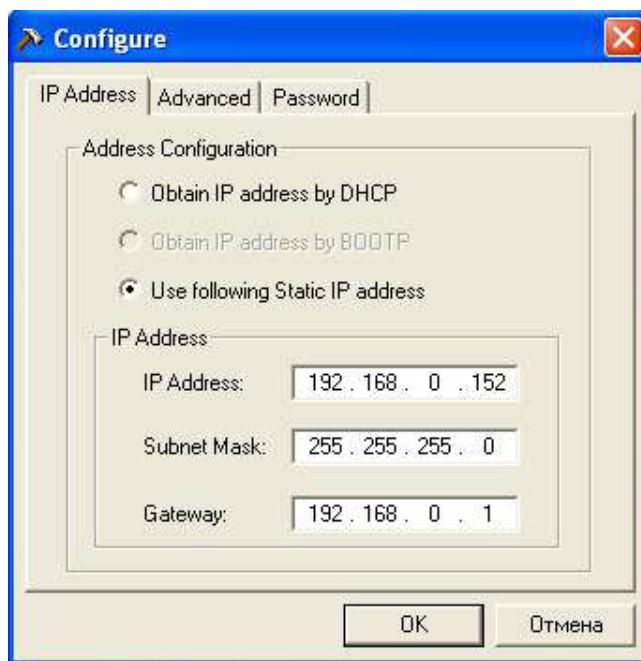 Configure
IP Address Advanced Password
Address Configuration
Obtain IP address by DHCP
Obtain IP address by BOOTP
Use following Static IP address
IP Address
IP Address: 192 . 168 . 0 . 152
Subnet Mask: 255 . 255 . 255 . 0
Gateway: 192 . 168 . 0 . 1
OK Отмена